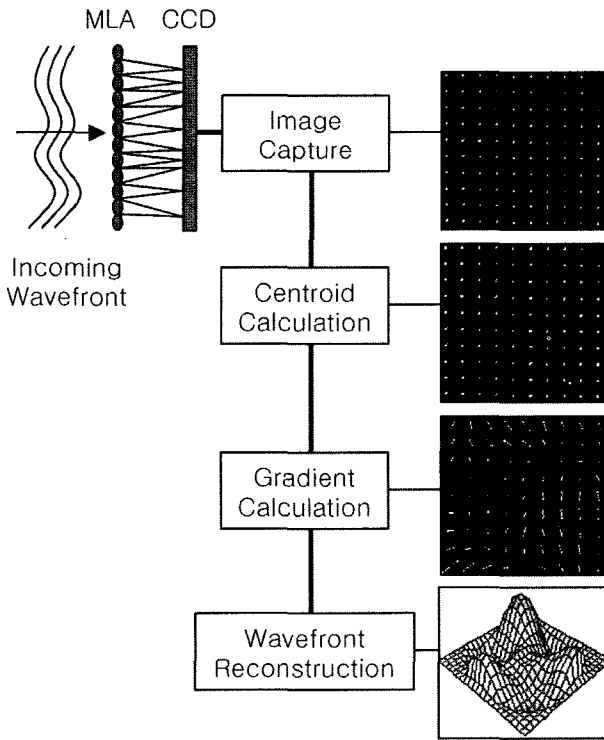 MLA CCD
Image
Capture
Incoming
Wavefront
Centroid
Calculation
Gradient
Calculation
Wavefront
Reconstruction